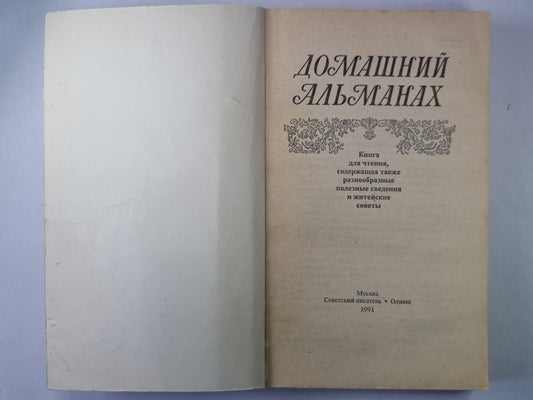 ДОМАШНИЙ
АЛЬМАНАХ
Книга
для чтения,
содержащая также
разнообразные
полезные сведения
и житейские
советы
Москва
Советский писатель • Олимп
1991